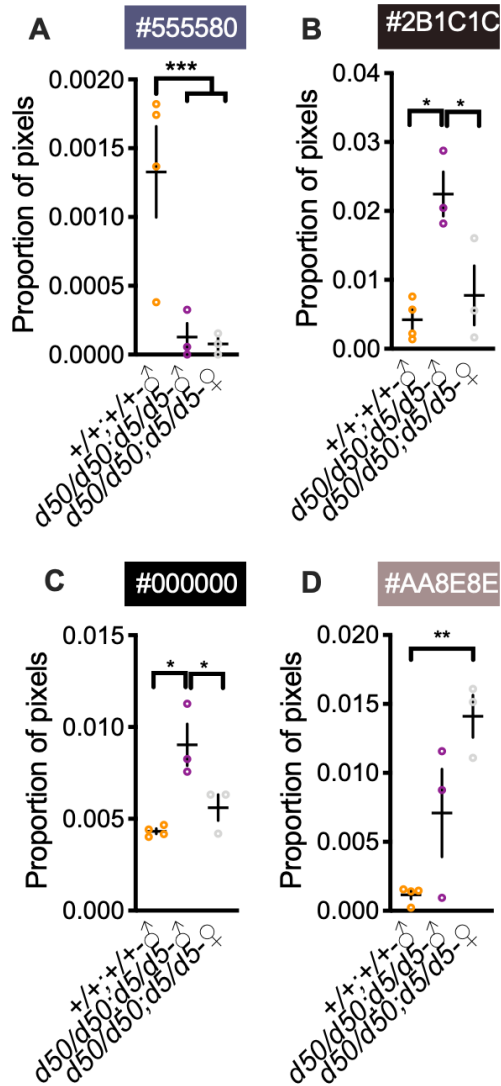 A #555580
Proportion of pixels
0.0020
0.0015
0.0010
0.0005
0.0000
***
+/+;+/+-♂
d50/d50;d5/d5-♂
d50/d50;d5/d5-♀
B #2B1C1C
Proportion of pixels
0.04
0.03
0.02
0.01
0.00
* *
+/+;+/+-♂
d50/d50;d5/d5-♂
d50/d50;d5/d5-♀
C #000000
Proportion of pixels
0.015
0.010
0.005
0.000
* *
+/+;+/+-♂
d50/d50;d5/d5-♂
d50/d50;d5/d5-♀
D #AA8E8E
Proportion of pixels
0.020
0.015
0.010
0.005
0.000
**
+/+;+/+-♂
d50/d50;d5/d5-♂
d50/d50;d5/d5-♀